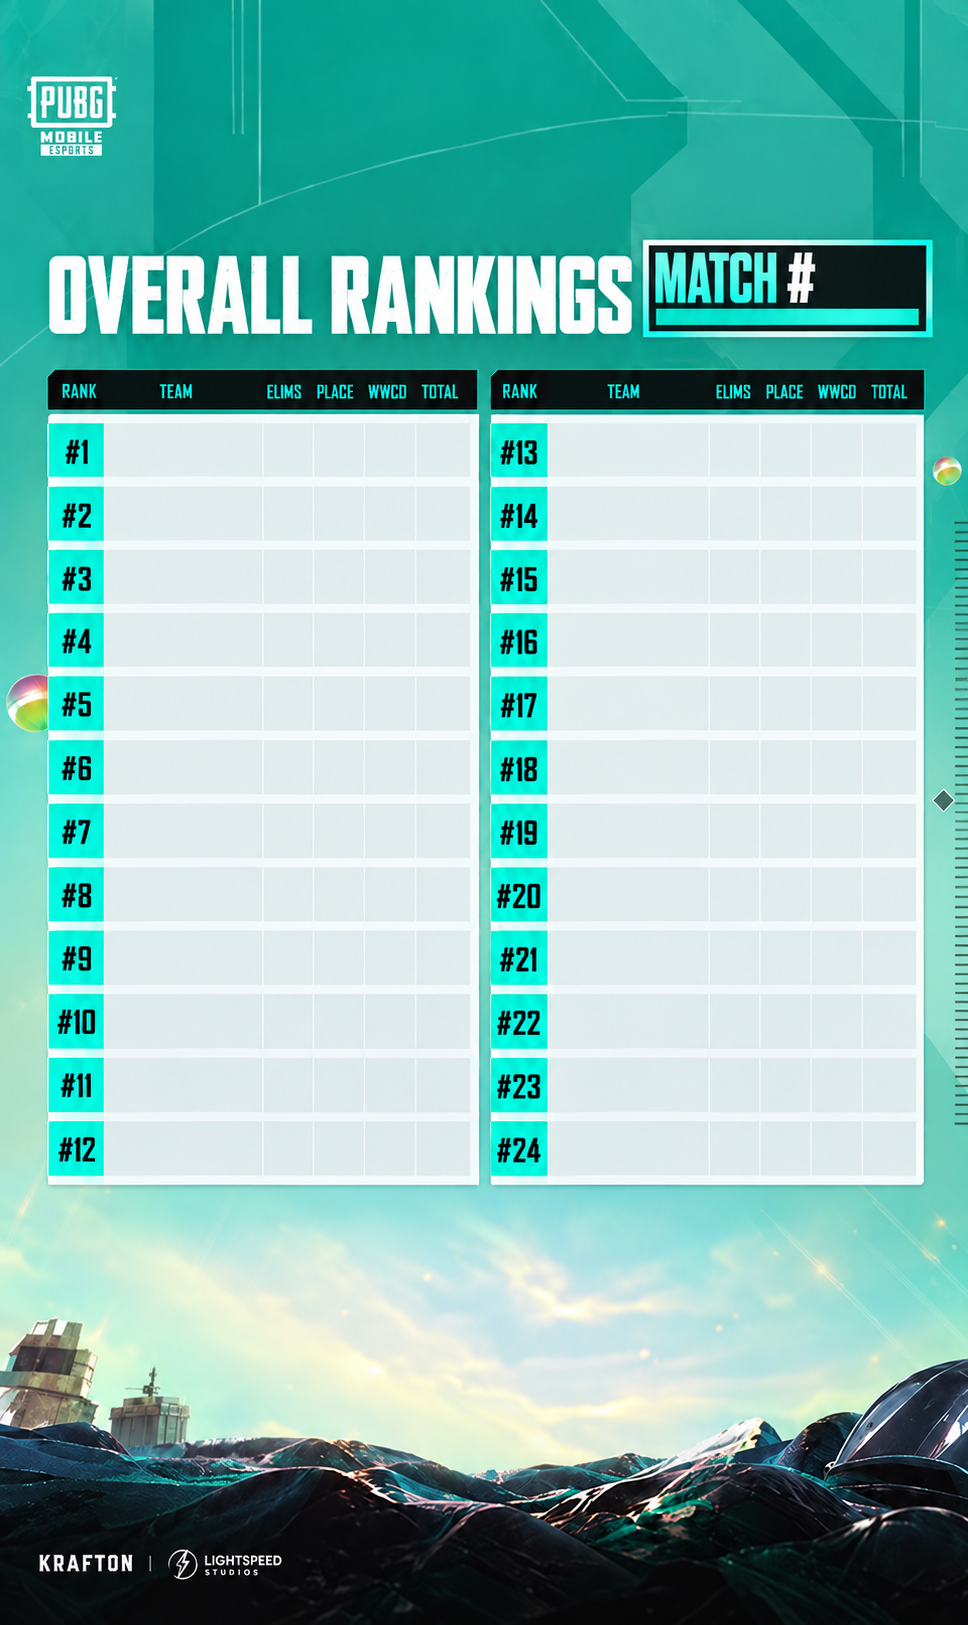 PUBG
MOBILE
ESPORTS
OVERALL RANKINGS
MATCH #
RANK TEAM ELIMS PLACE WWCD TOTAL
#1
#2
#3
#4
#5
#6
#7
#8
#9
#10
#11
#12
RANK TEAM ELIMS PLACE WWCD TOTAL
#13
#14
#15
#16
#17
#18
#19
#20
#21
#22
#23
#24
KRAFTON | LIGHTSPEED
STUDIOS